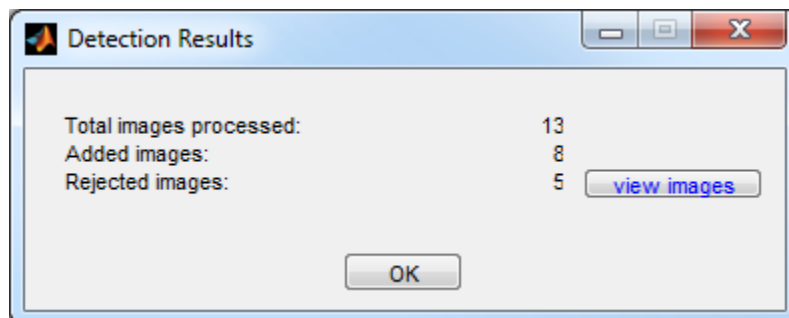 Detection Results
Total images processed: 13
Added images: 8
Rejected images: 5 view images
OK